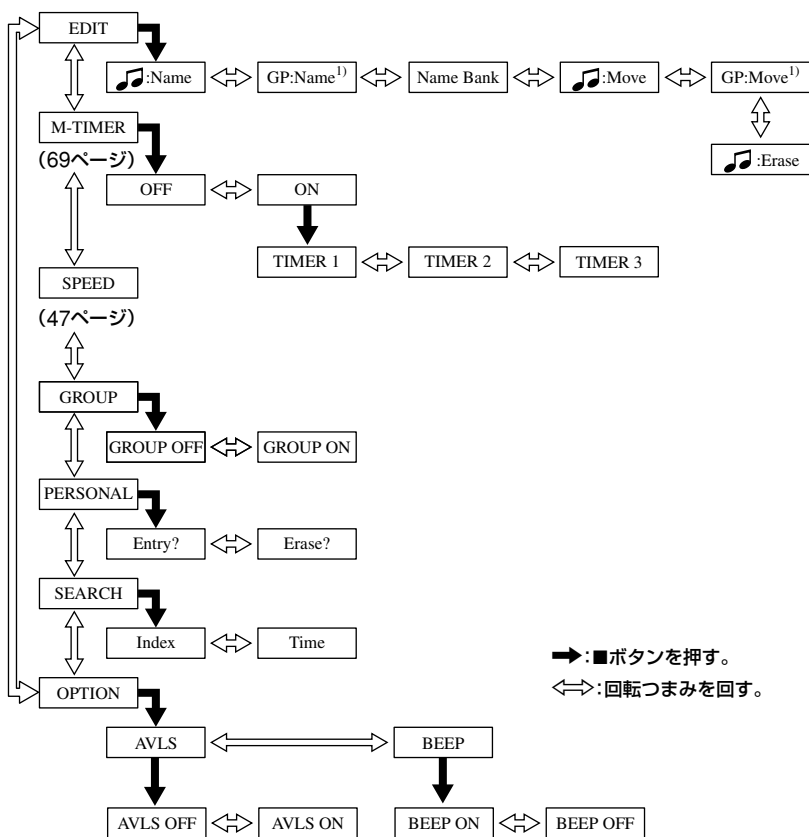 EDIT
♫:Name GP:Name1) Name Bank ♫:Move GP:Move1)
M-TIMER
(69ページ)
♫:Erase
OFF ON
TIMER 1 TIMER 2 TIMER 3
SPEED
(47ページ)
GROUP
GROUP OFF GROUP ON
PERSONAL
Entry? Erase?
SEARCH
Index Time
➡:■ボタンを押す。
⇔:回転つまみを回す。
OPTION
AVLS BEEP
AVLS OFF AVLS ON BEEP ON BEEP OFF